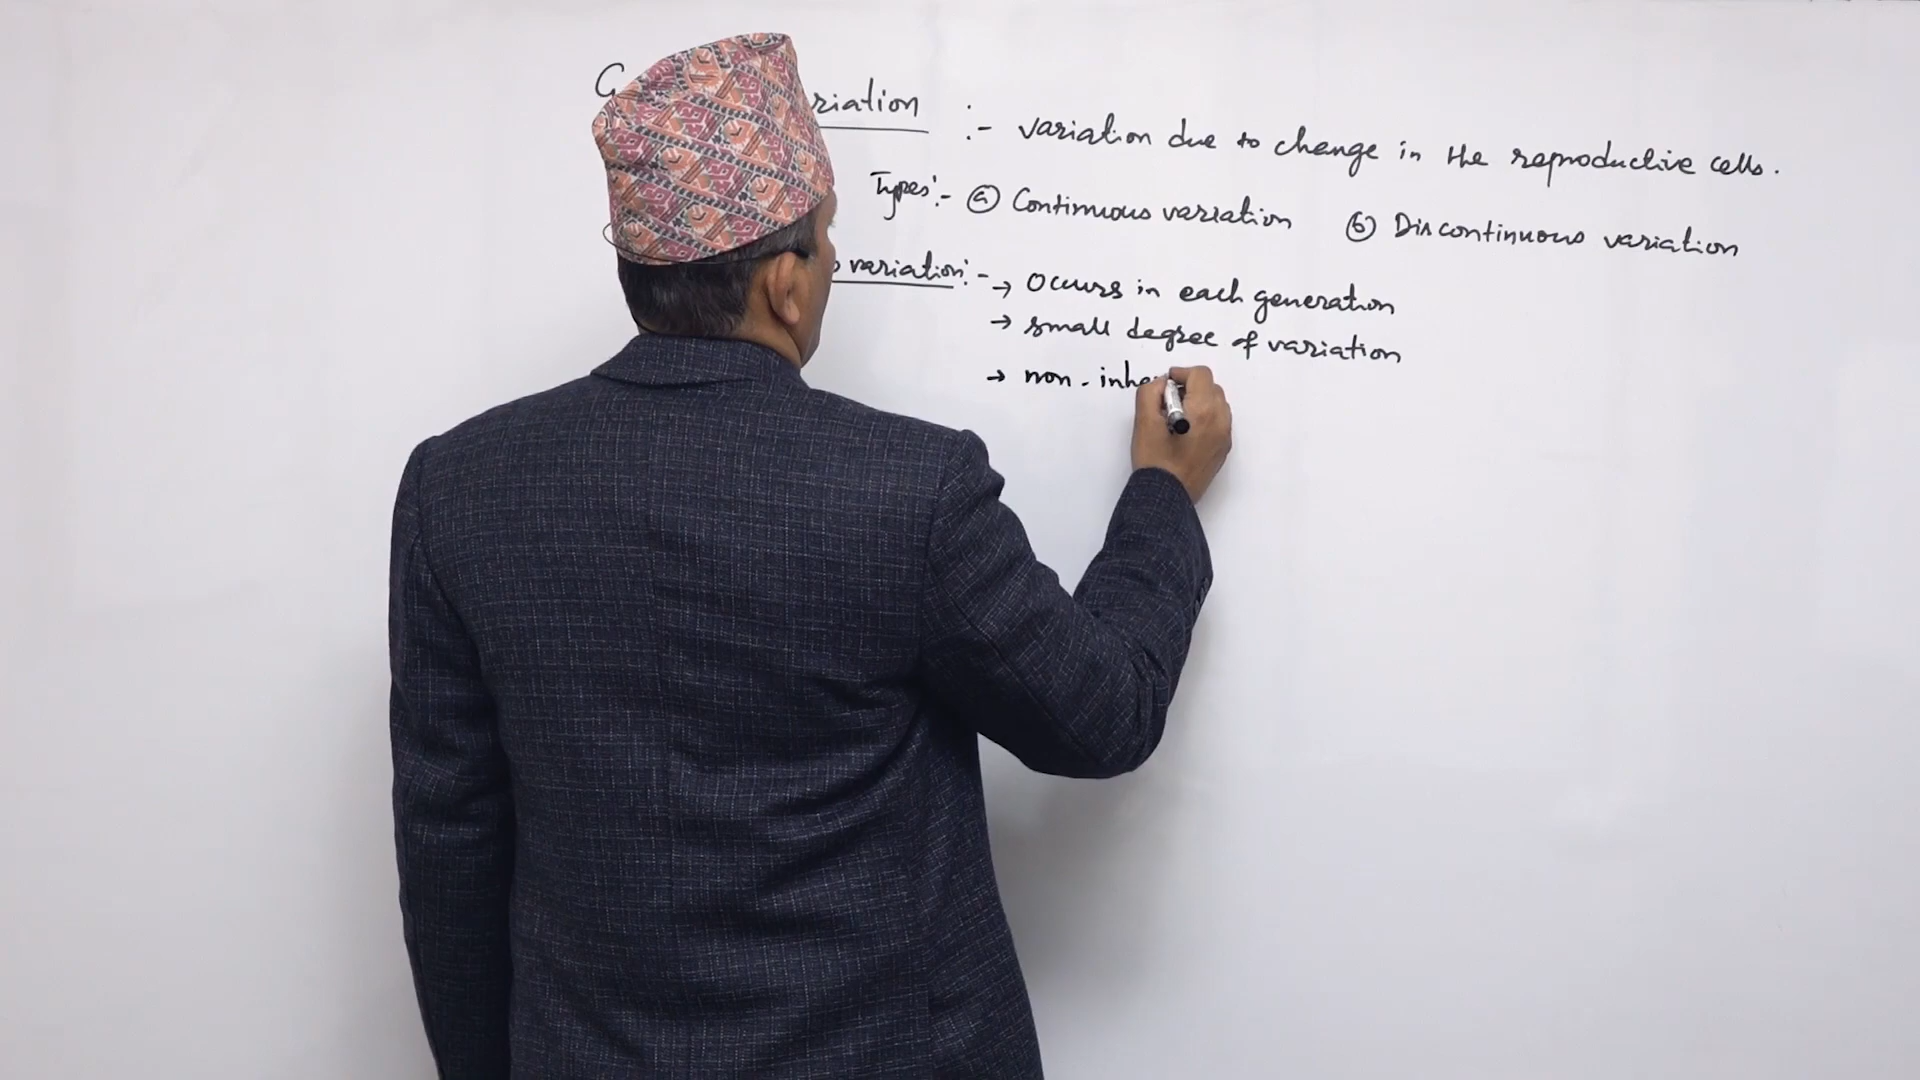 riation :- variation due to change in the reproductive cells.
Types:- (a) Continuous variation (b) Discontinuous variation
variation:- → Occurs in each generation
→ small degree of variation
→ non-inhe